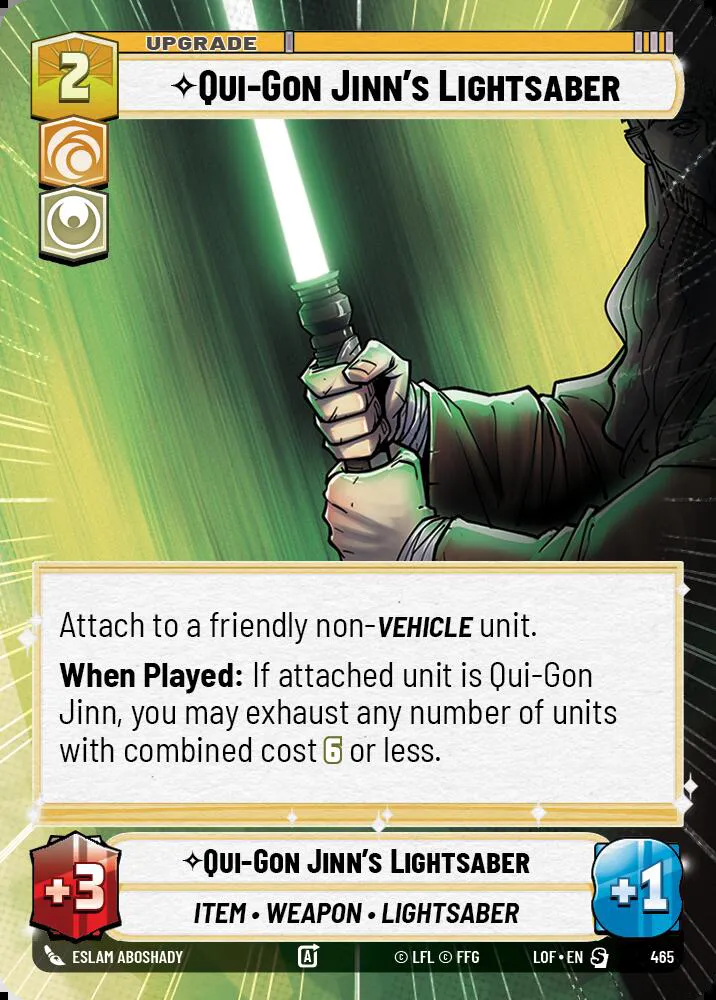 UPGRADE
2
✧QUI-GON JINN'S LIGHTSABER
Attach to a friendly non-VEHICLE unit.
When Played: If attached unit is Qui-Gon
Jinn, you may exhaust any number of units
with combined cost 6 or less.
+3
✧QUI-GON JINN'S LIGHTSABER
+1
ITEM • WEAPON • LIGHTSABER
ESLAM ABOSHADY
A
© LFL © FFG
LOF • EN
S
465